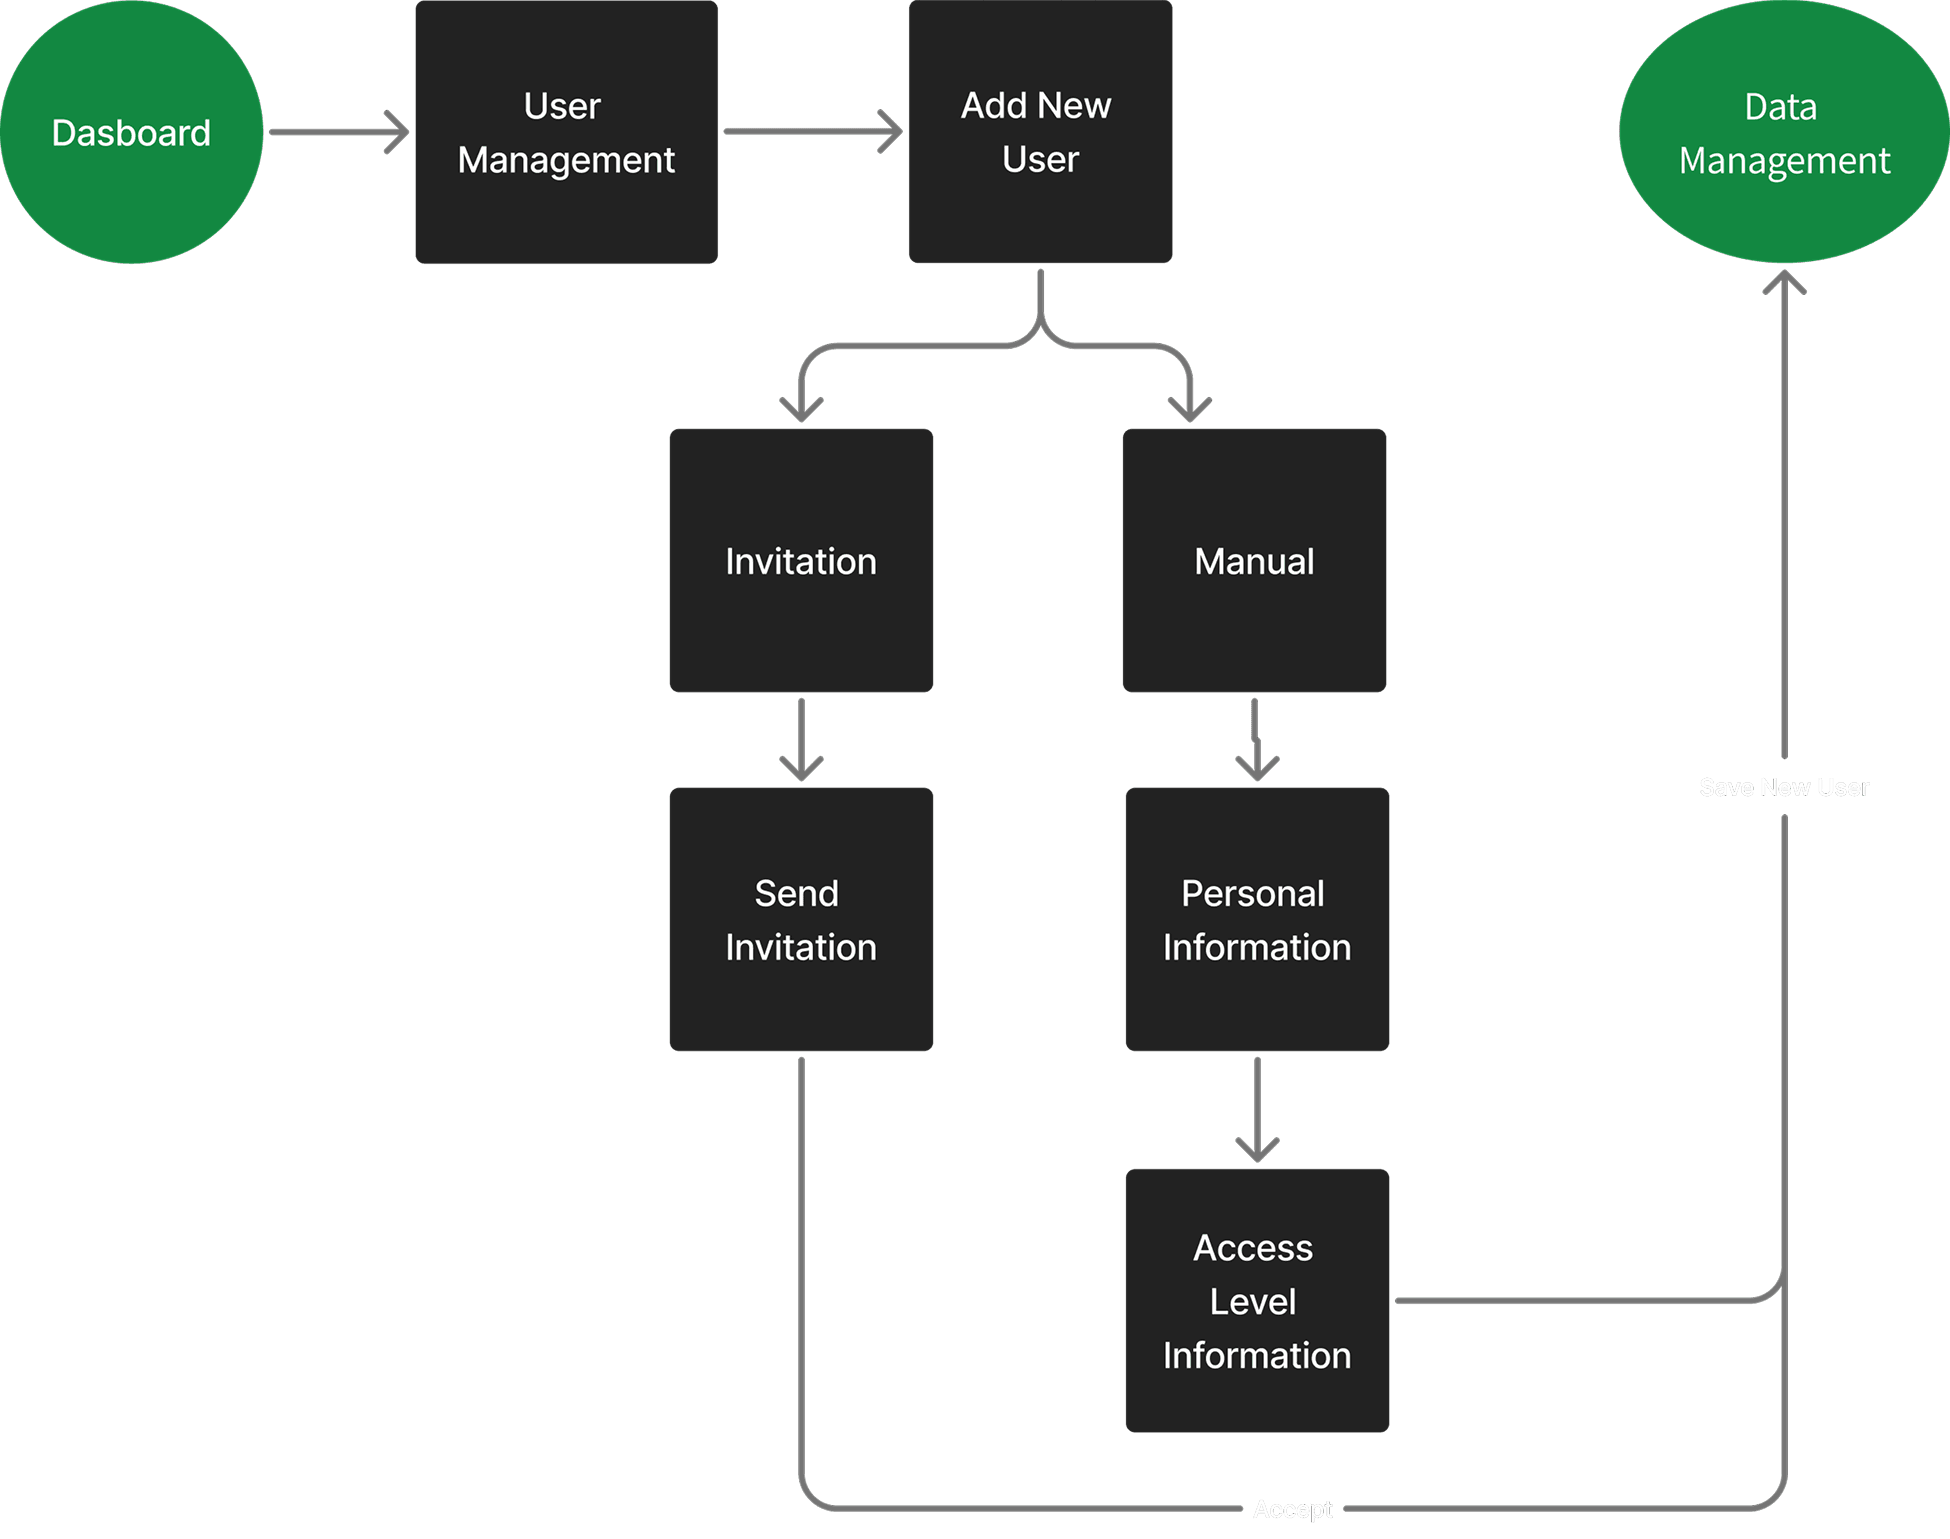 Dasboard
User
Management
Add New
User
Data
Management
Invitation
Manual
Save New User
Send
Invitation
Personal
Information
Access
Level
Information
Accept